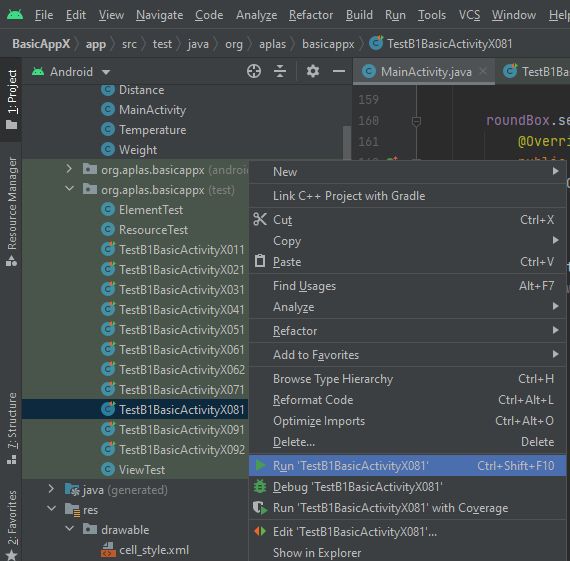 File Edit View Navigate Code Analyze Refactor Build Run Tools VCS Window Help
BasicAppX app src test java org aplas basicappx TestB1BasicActivityX081
1: Project
Resource Manager
7: Structure
2: Favorites
Android
MainActivity.java TestB1Bas
Distance
MainActivity
Temperature
Weight
org.aplas.basicappx (androi
org.aplas.basicappx (test)
ElementTest
ResourceTest
TestB1BasicActivityX011
TestB1BasicActivityX021
TestB1BasicActivityX031
TestB1BasicActivityX041
TestB1BasicActivityX051
TestB1BasicActivityX061
TestB1BasicActivityX062
TestB1BasicActivityX071
TestB1BasicActivityX081
TestB1BasicActivityX091
TestB1BasicActivityX092
ViewTest
java (generated)
res
drawable
cell_style.xml
159
160 roundBox.se
161 @Overri
New
Link C++ Project with Gradle
Cut Ctrl+X
Copy
Paste Ctrl+V
Find Usages Alt+F7
Analyze
Refactor
Add to Favorites
Browse Type Hierarchy Ctrl+H
Reformat Code Ctrl+Alt+L
Optimize Imports Ctrl+Alt+O
Delete... Delete
Run 'TestB1BasicActivityX081' Ctrl+Shift+F10
Debug 'TestB1BasicActivityX081'
Run 'TestB1BasicActivityX081' with Coverage
Edit 'TestB1BasicActivityX081'...
Show in Explorer